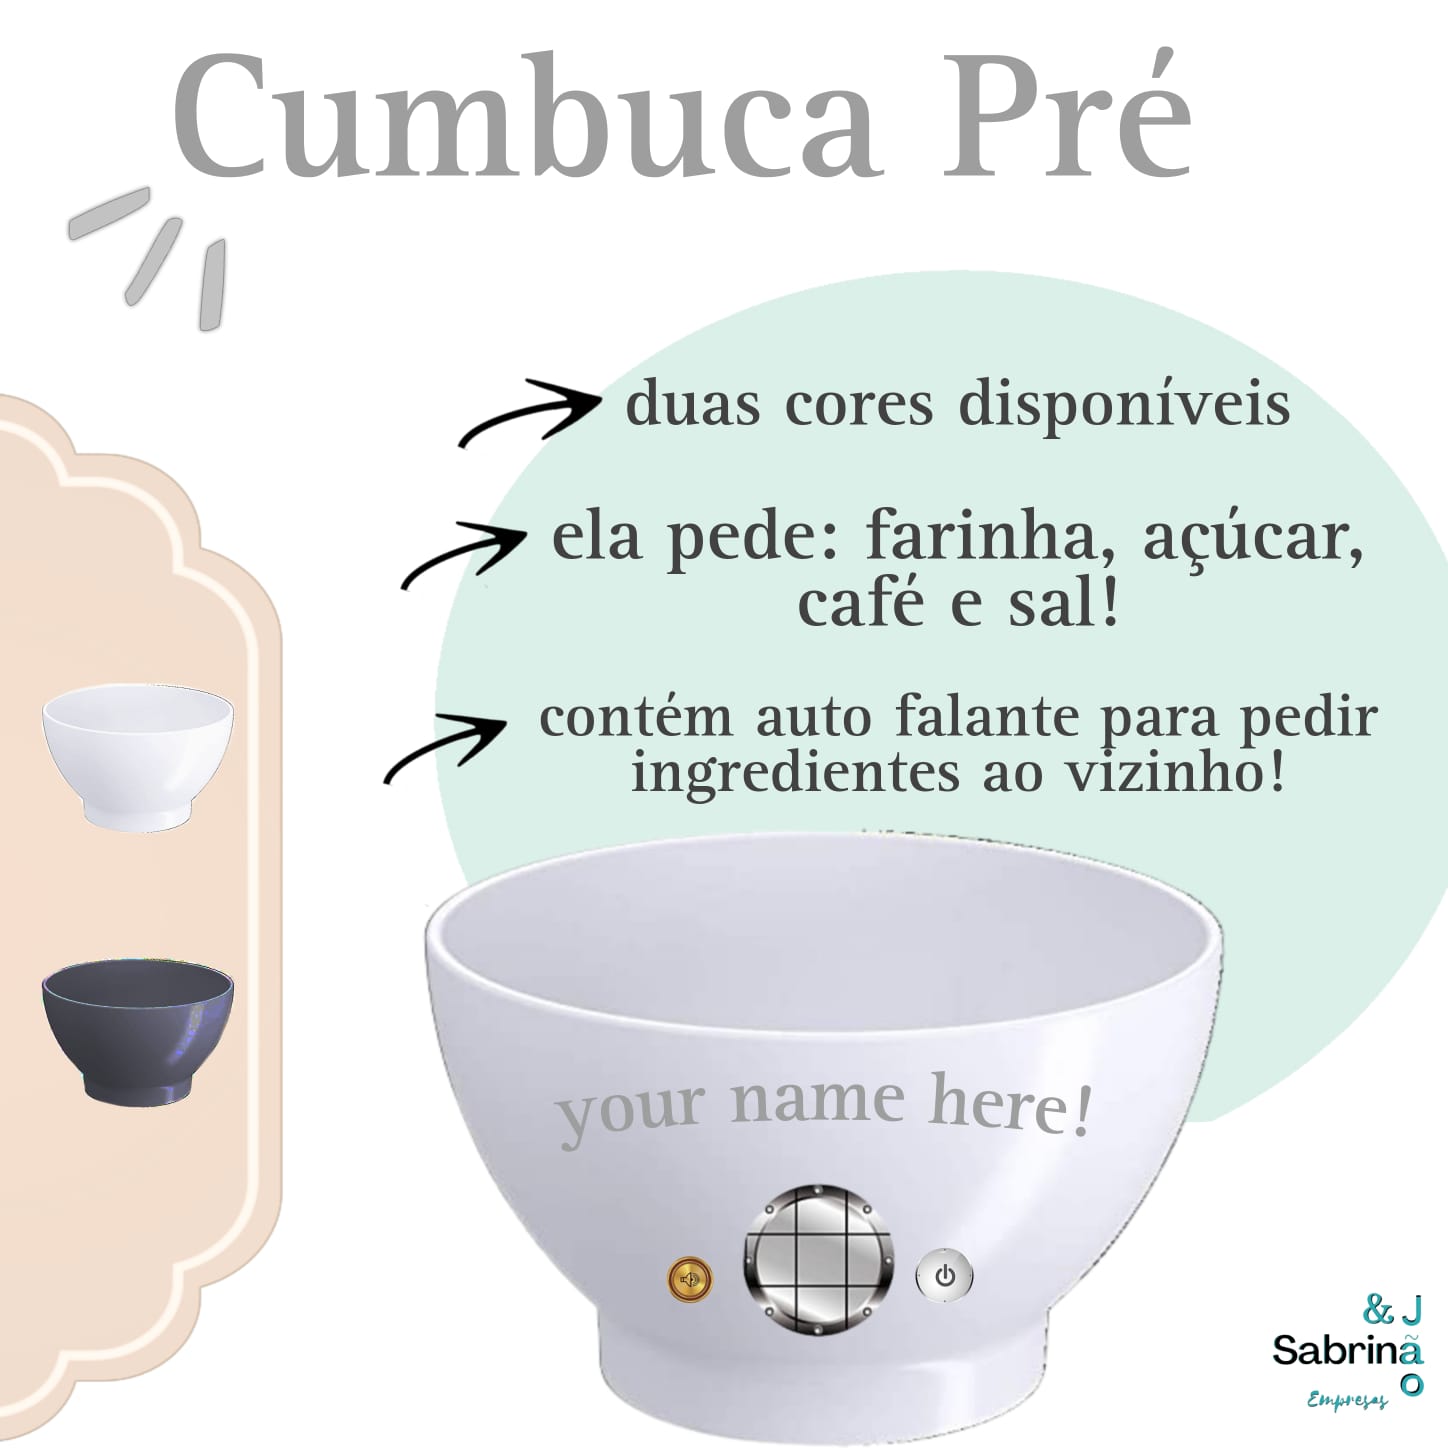 Cumbuca Pré
duas cores disponíveis
ela pede: farinha, açúcar,
café e sal!
contém auto falante para pedir
ingredientes ao vizinho!
your name here!
& João
Sabrina
Empresas